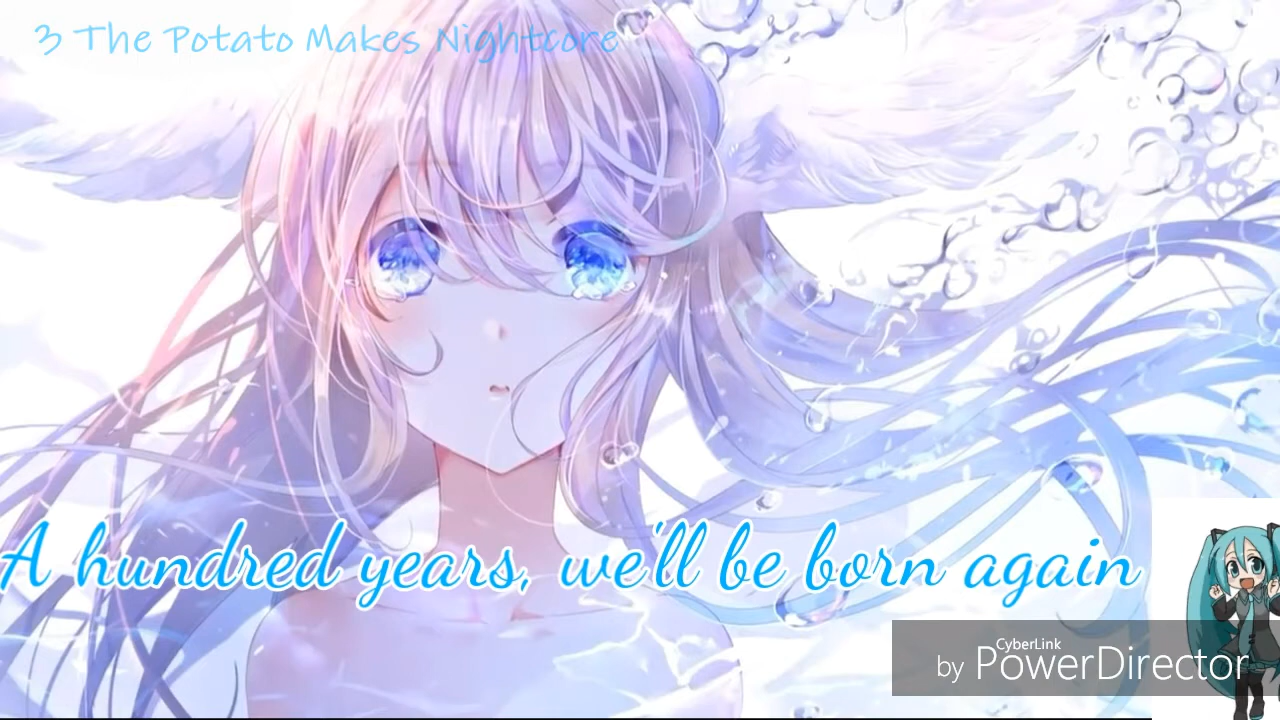 3 The Potato Makes Nightcore
A hundred years, we'll be born again
CyberLink
by PowerDirector